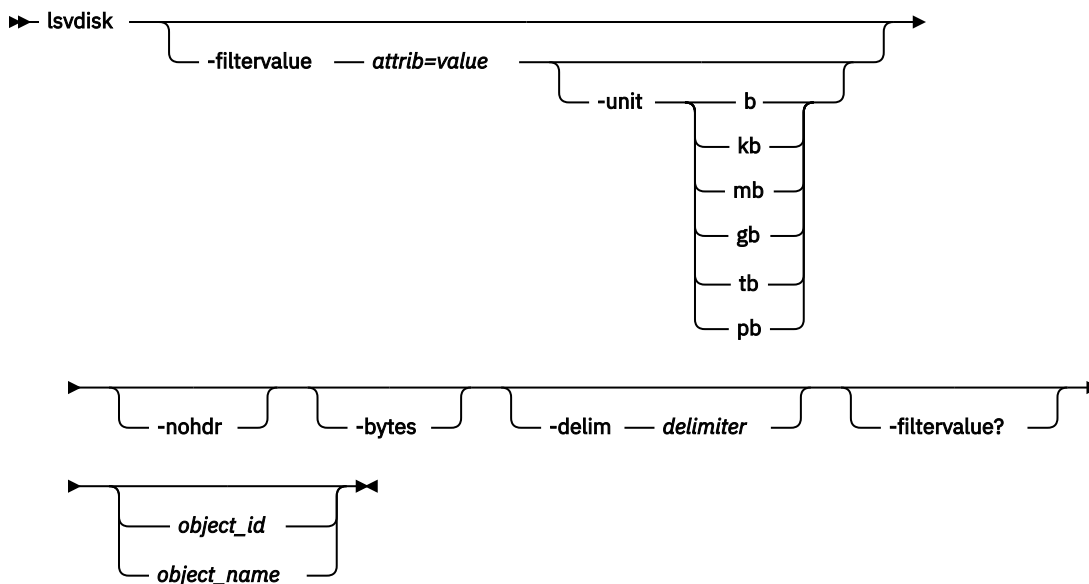 lsvdisk
-filtervalue attrib=value
-unit b
kb
mb
gb
tb
pb
-nohdr -bytes -delim delimiter -filtervalue?
object_id
object_name